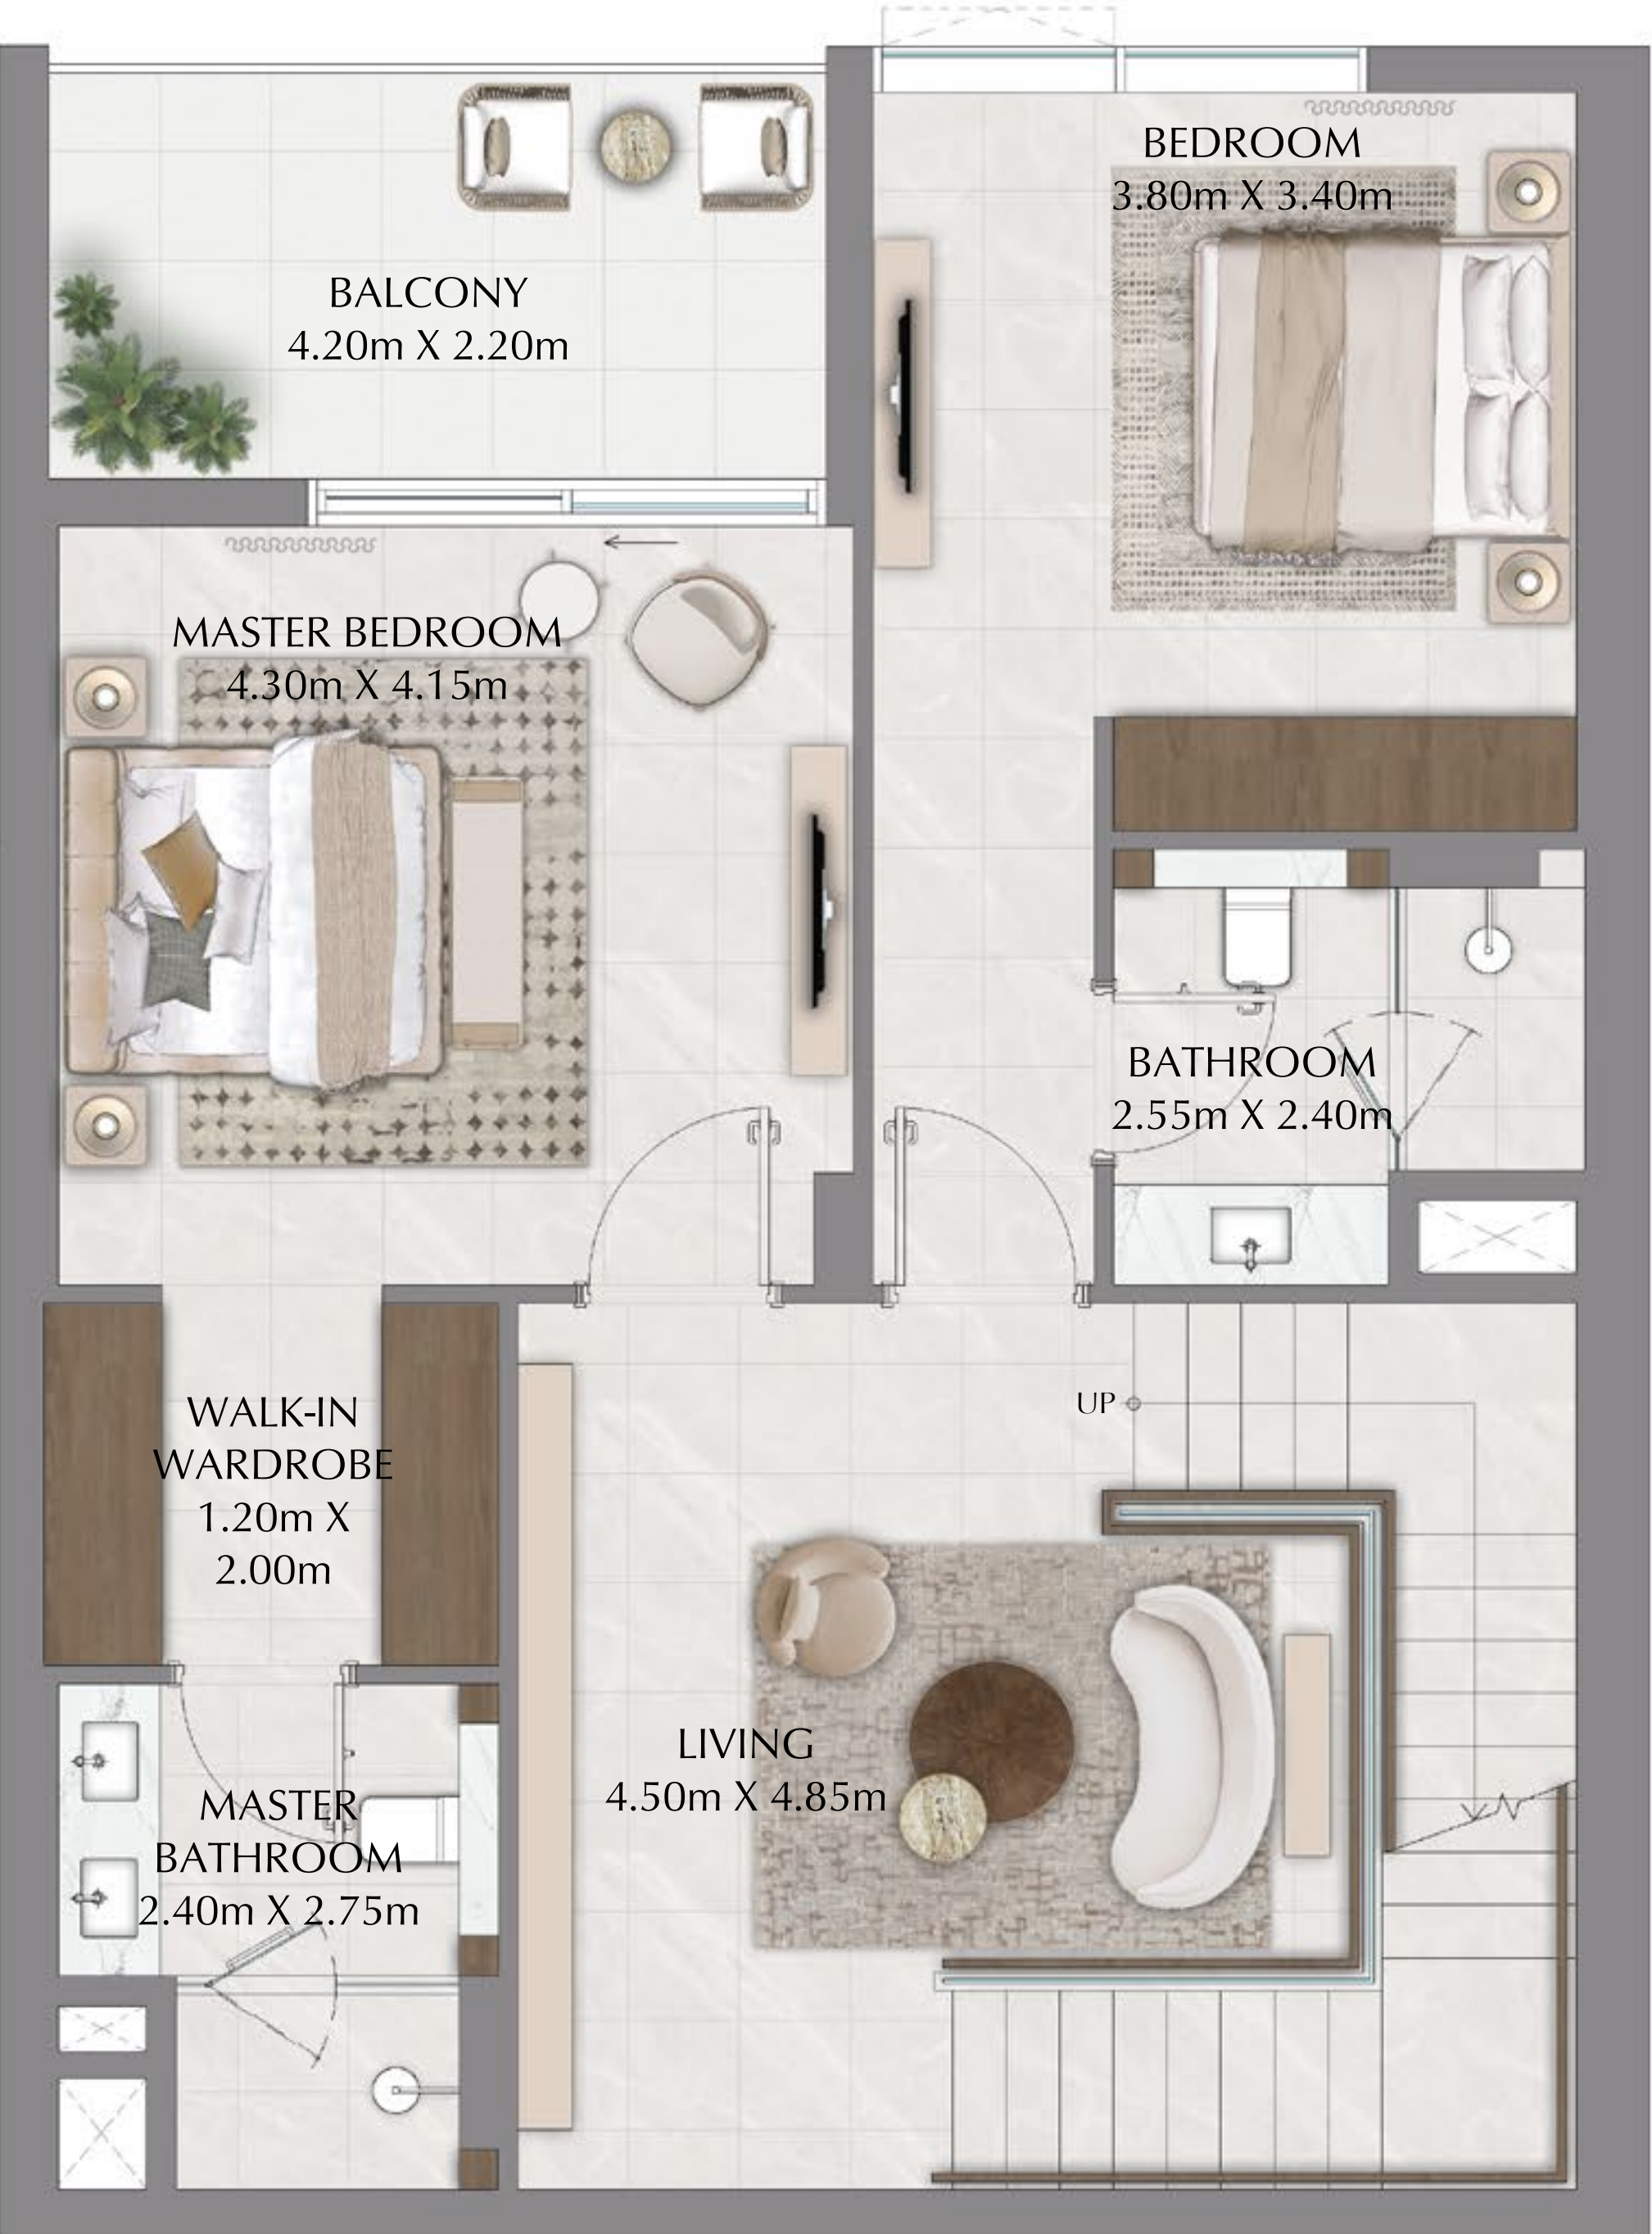 BEDROOM
3.80m X 3.40m
BALCONY
4.20m X 2.20m
MASTER BEDROOM
4.30m X 4.15m
BATHROOM
2.55m X 2.40m
WALK-IN
WARDROBE
1.20m X
2.00m
UP
LIVING
4.50m X 4.85m
MASTER
BATHROOM
2.40m X 2.75m